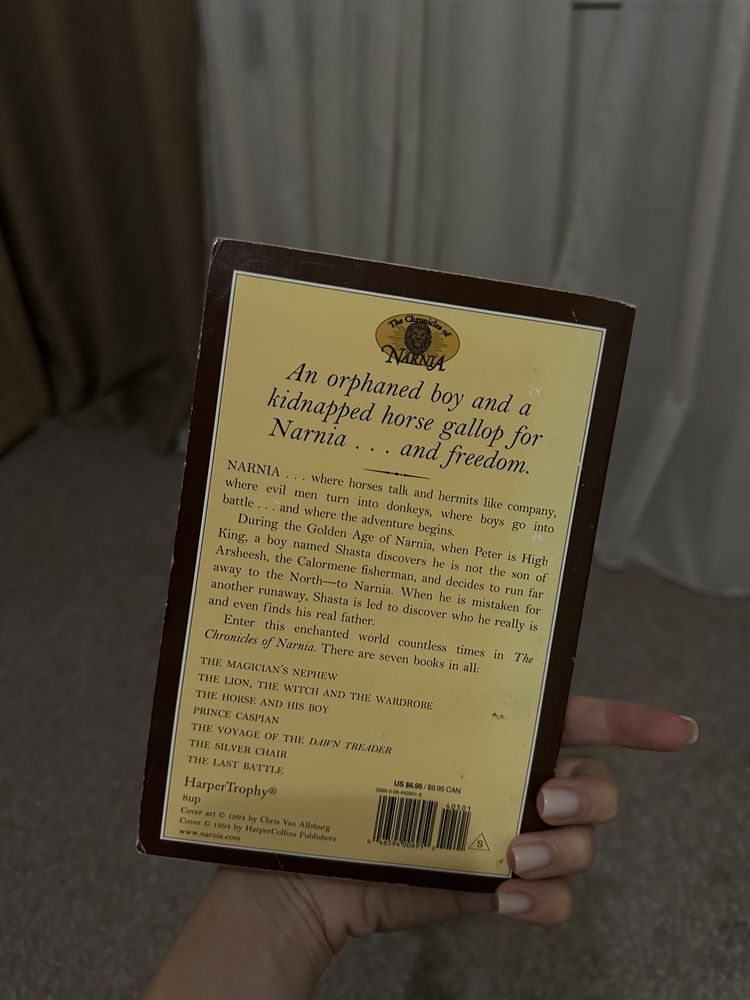 The Chronicles of
NARNIA
An orphaned boy and a
kidnapped horse gallop for
Narnia . . . and freedom.
NARNIA . . . where horses talk and hermits like company,
where evil men turn into donkeys, where boys go into
battle . . . and where the adventure begins.
During the Golden Age of Narnia, when Peter is High
King, a boy named Shasta discovers he is not the son of
Arsheesh, the Calormene fisherman, and decides to run far
away to the North—to Narnia. When he is mistaken for
another runaway, Shasta is led to discover who he really is
and even finds his real father.
Enter this enchanted world countless times in The
Chronicles of Narnia. There are seven books in all:
THE MAGICIAN'S NEPHEW
THE LION, THE WITCH AND THE WARDROBE
THE HORSE AND HIS BOY
PRINCE CASPIAN
THE VOYAGE OF THE DAWN TREADER
THE SILVER CHAIR
THE LAST BATTLE
HarperTrophy®
8up
Cover art © 1994 by Chris Van Allsburg
Cover © 1994 by HarperCollins Publishers
www.narnia.com
US $6.95 / $9.95 CAN
ISBN 0-06-440501-X
40501
46594 00695
S